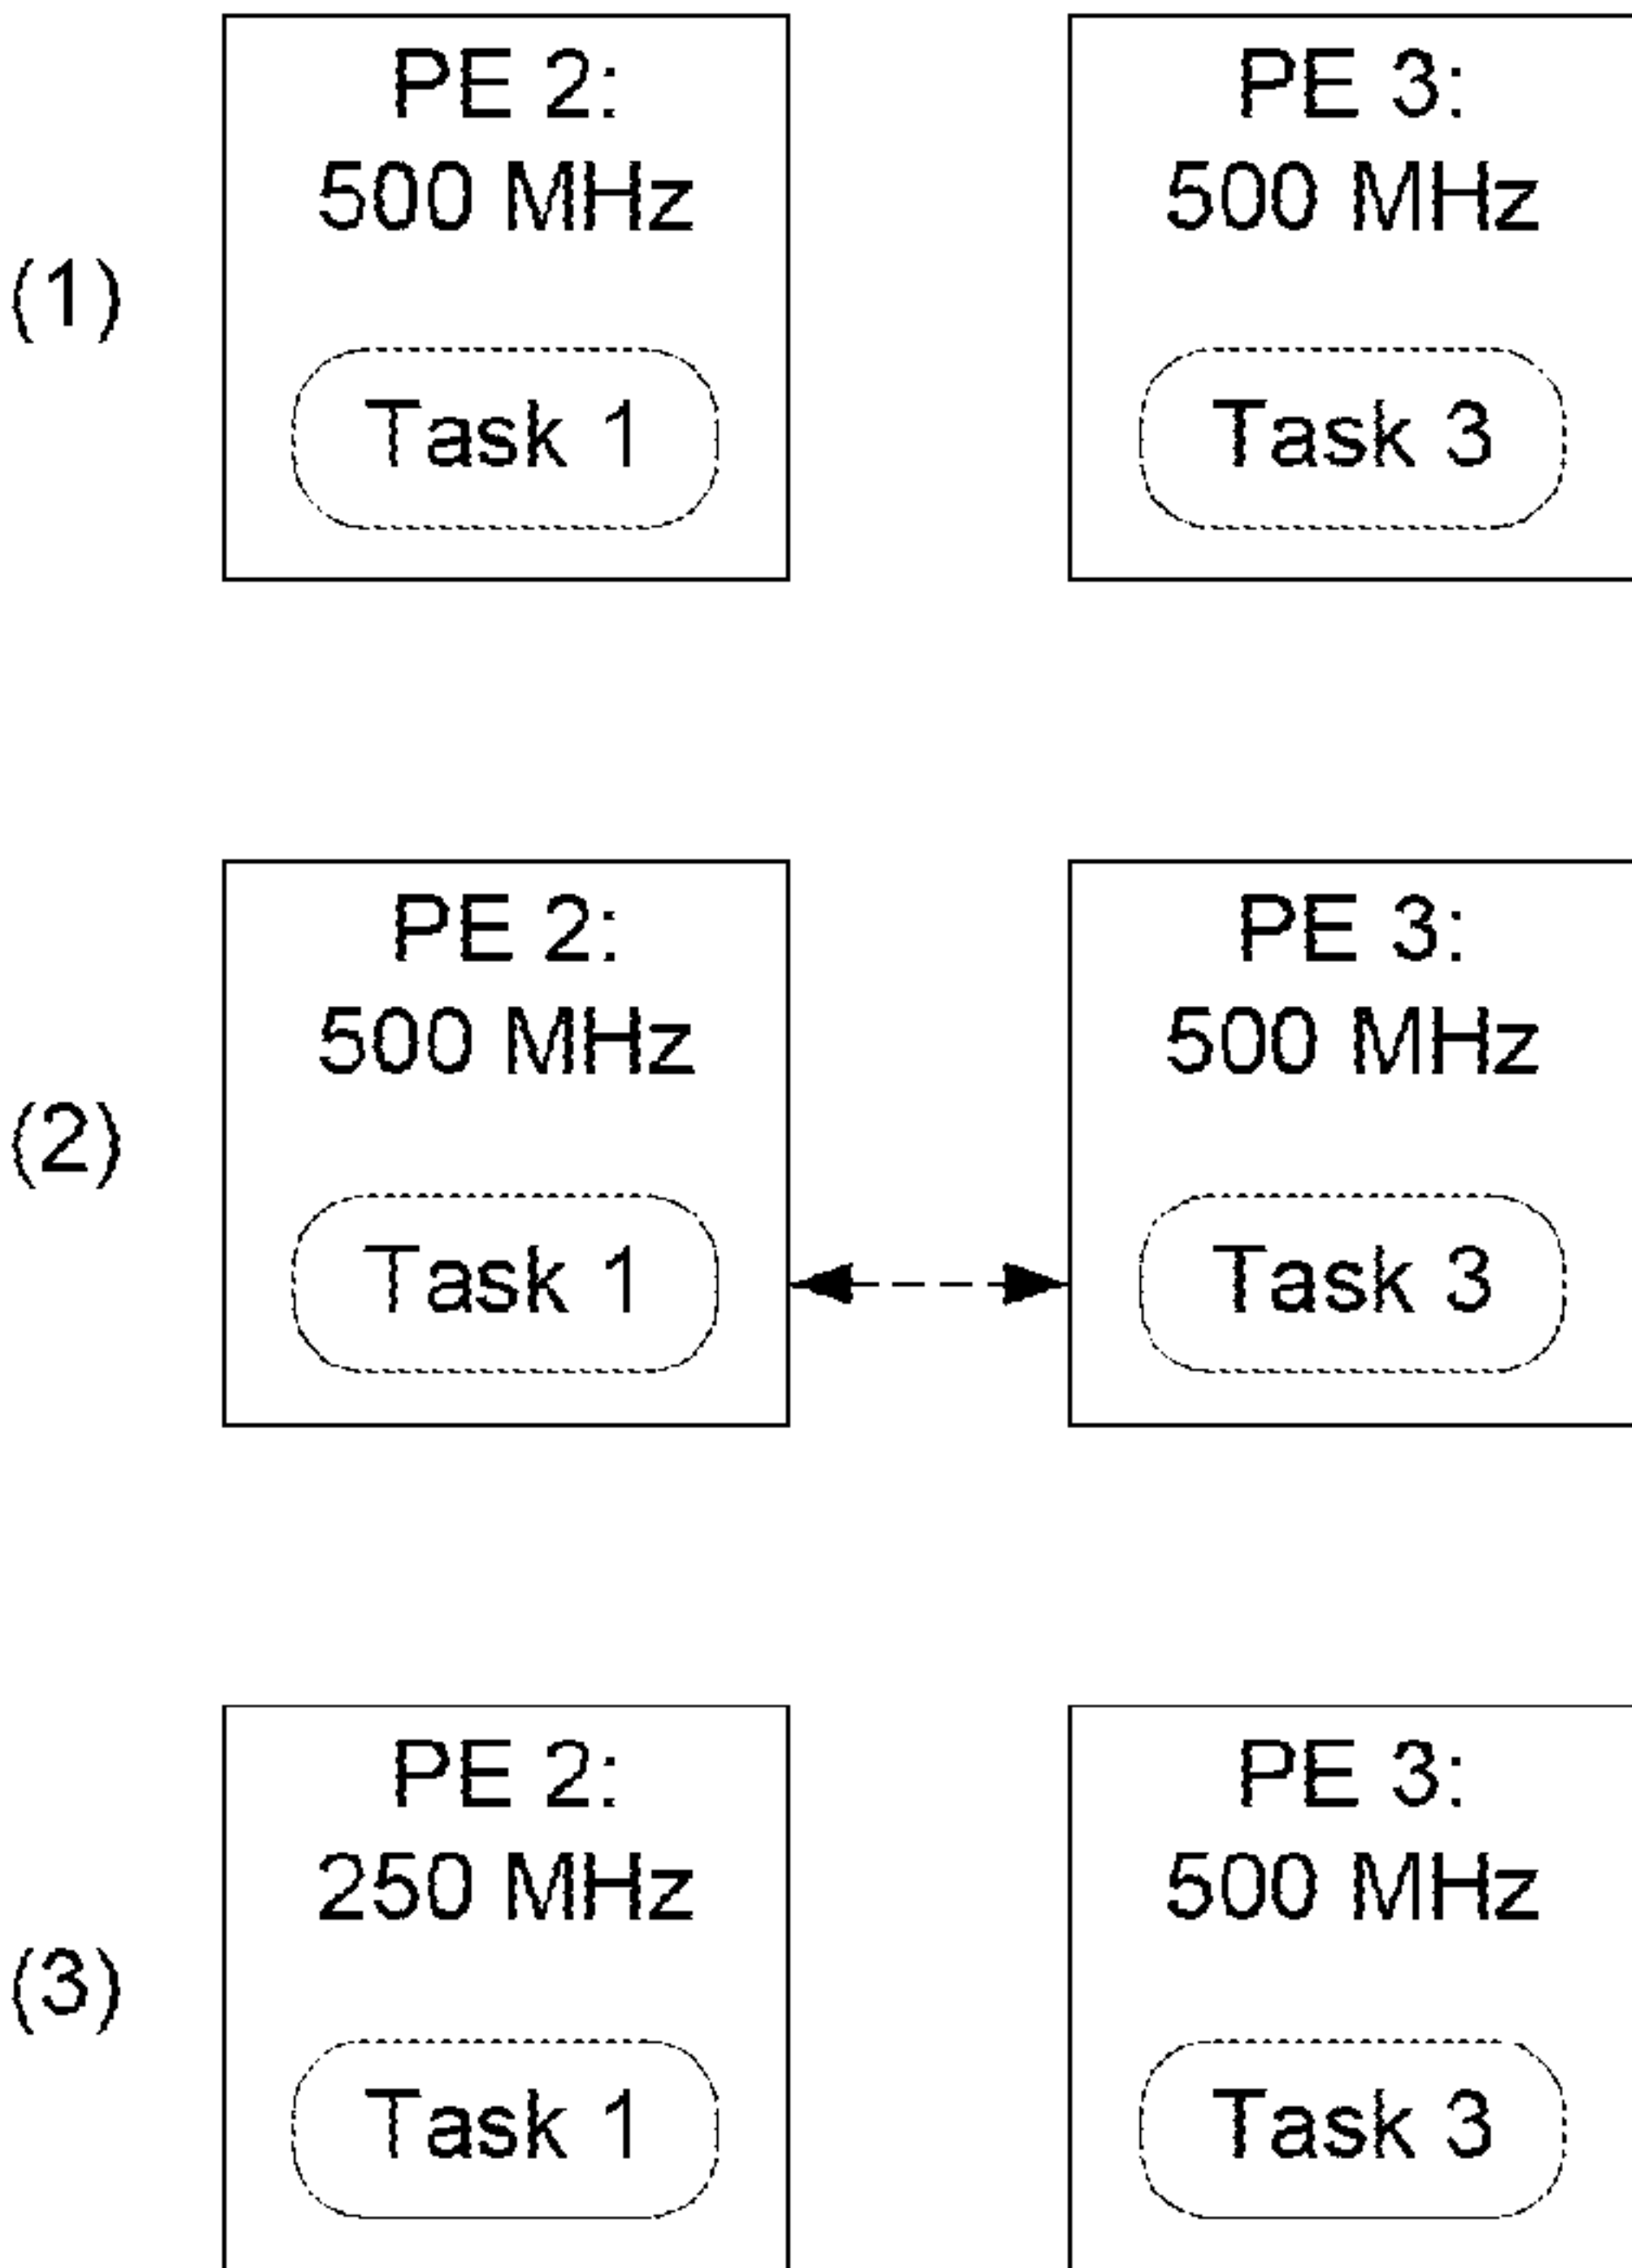 PE 2:
500 MHz
PE 3:
500 MHz
(1)
Task 1
Task 3
PE 2:
500 MHz
PE 3:
500 MHz
(2)
Task 1
Task 3
PE 2:
250 MHz
PE 3:
500 MHz
(3)
Task 1
Task 3